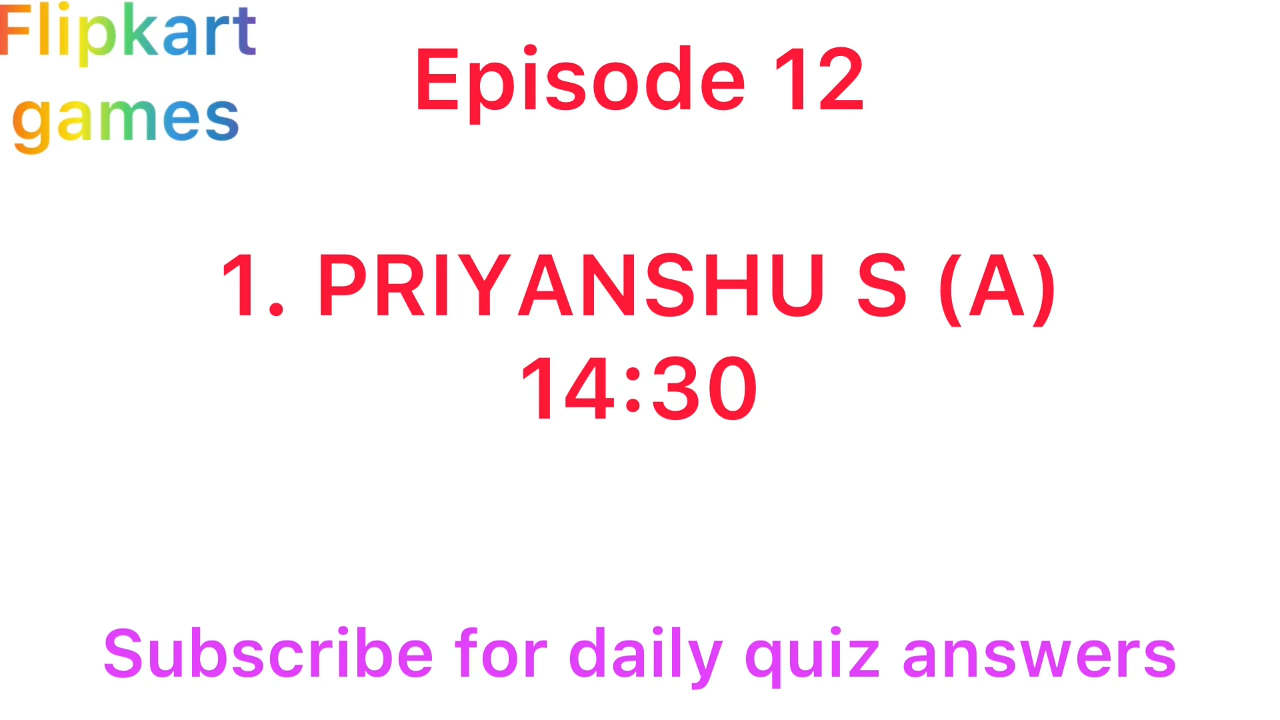 Flipkart
games
Episode 12
1. PRIYANSHU S (A)
14:30
Subscribe for daily quiz answers